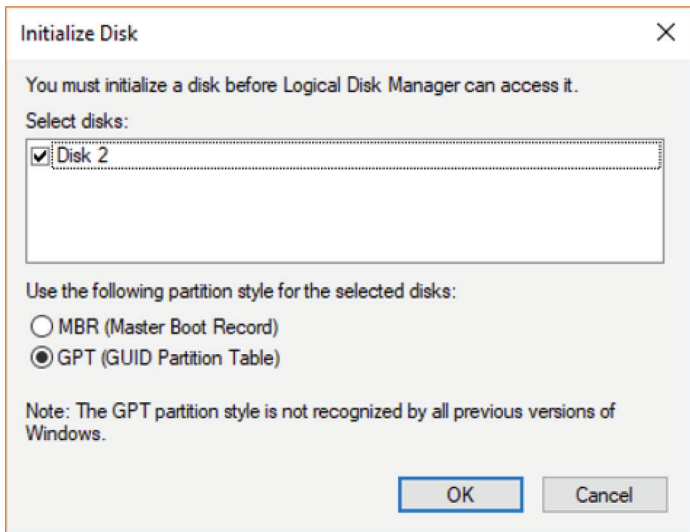 Initialize Disk
You must initialize a disk before Logical Disk Manager can access it.
Select disks:
Disk 2
Use the following partition style for the selected disks:
MBR (Master Boot Record)
GPT (GUID Partition Table)
Note: The GPT partition style is not recognized by all previous versions of
Windows.
OK Cancel